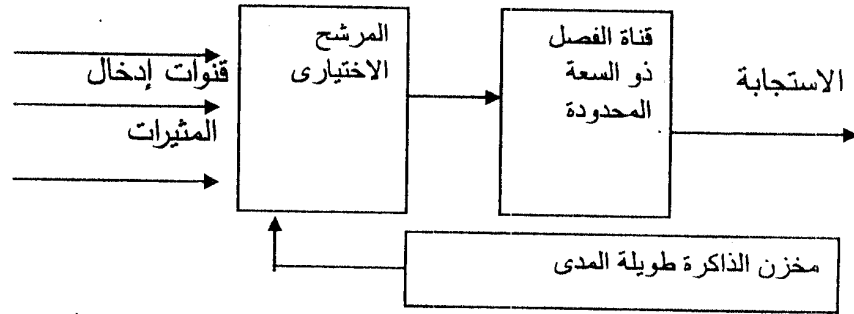 المرشح
الاختيارى
قناة الفصل
ذو السعة
المحدودة
قنوات إدخال
المثيرات
الاستجابة
مخزن الذاكرة طويلة المدى